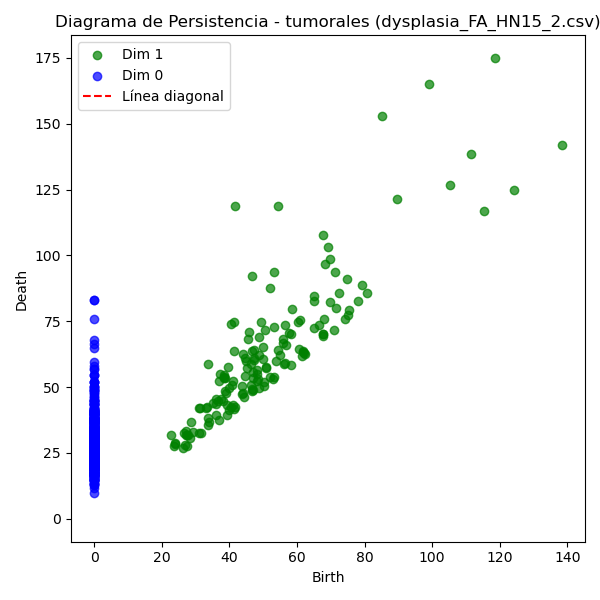 Diagrama de Persistencia - tumorales (dysplasia_FA_HN15_2.csv)
Dim 1
Dim 0
Línea diagonal
175
150
125
100
75
50
25
0
Death
0 20 40 60 80 100 120 140
Birth